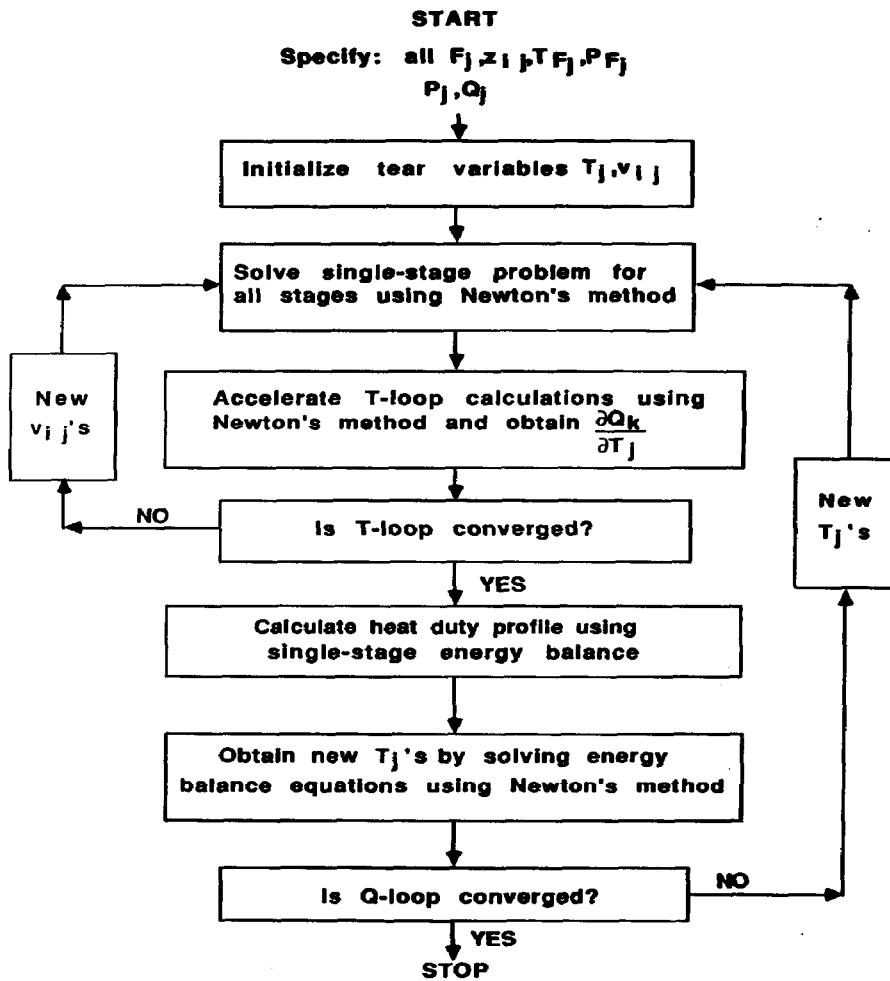 START
Specify: all Fj,zi j,TFj,PFj
Pj,Qj
Initialize tear variables Tj,vi j
Solve single-stage problem for
all stages using Newton's method
New
vi j's
Accelerate T-loop calculations using
Newton's method and obtain ∂Qk
∂Tj
New
Tj's
NO
Is T-loop converged?
YES
Calculate heat duty profile using
single-stage energy balance
Obtain new Tj's by solving energy
balance equations using Newton's method
Is Q-loop converged?
NO
YES
STOP